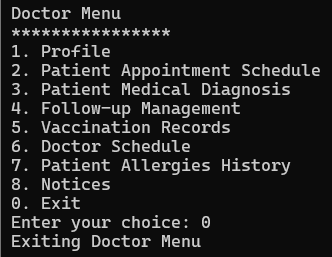 Doctor Menu
****************
1. Profile
2. Patient Appointment Schedule
3. Patient Medical Diagnosis
4. Follow-up Management
5. Vaccination Records
6. Doctor Schedule
7. Patient Allergies History
8. Notices
0. Exit
Enter your choice: 0
Exiting Doctor Menu